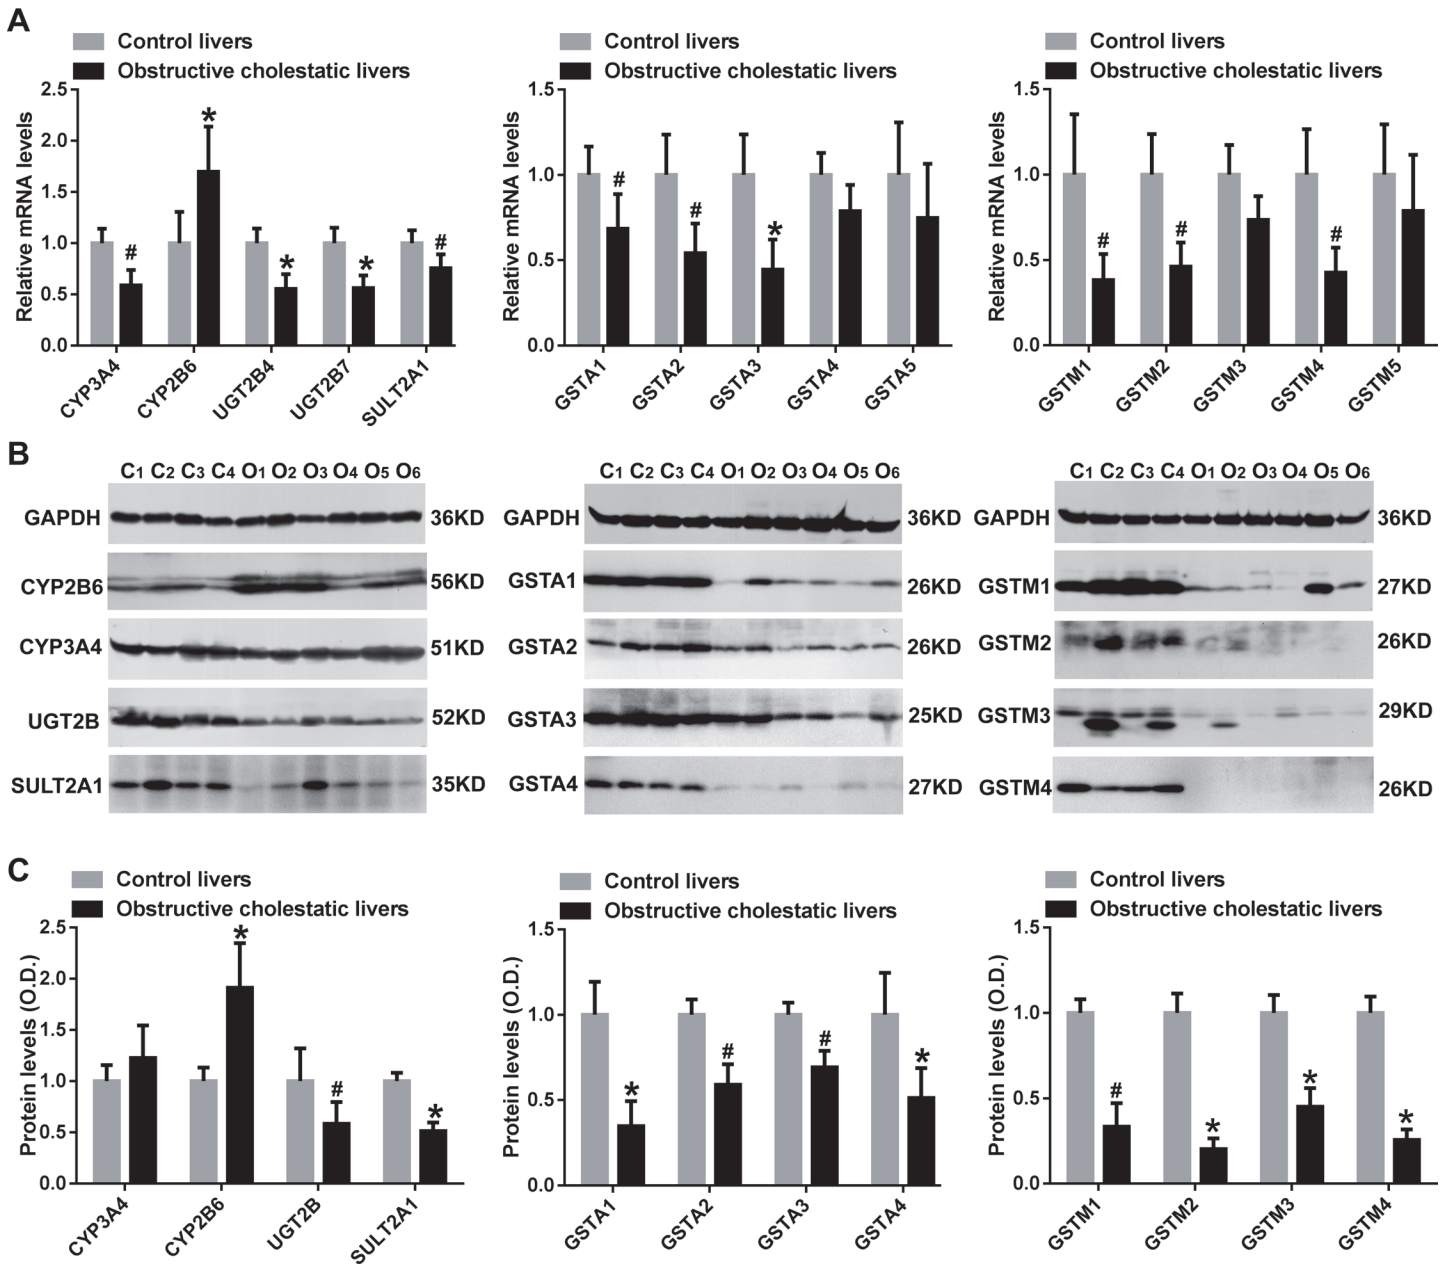 A
Control livers
Obstructive cholestatic livers
Relative mRNA levels
2.5
2.0
1.5
1.0
0.5
0.0
*
#
*
*
#
CYP3A4
CYP2B6
UGT2B4
UGT2B7
SULT2A1
Control livers
Obstructive cholestatic livers
Relative mRNA levels
1.5
1.0
0.5
0.0
#
#
*
GSTA1
GSTA2
GSTA3
GSTA4
GSTA5
Control livers
Obstructive cholestatic livers
Relative mRNA levels
1.5
1.0
0.5
0.0
#
#
#
GSTM1
GSTM2
GSTM3
GSTM4
GSTM5
B
C1 C2 C3 C4 O1 O2 O3 O4 O5 O6
GAPDH 36KD
CYP2B6 56KD
CYP3A4 51KD
UGT2B 52KD
SULT2A1 35KD
C1 C2 C3 C4 O1 O2 O3 O4 O5 O6
GAPDH 36KD
GSTA1 26KD
GSTA2 26KD
GSTA3 25KD
GSTA4 27KD
C1 C2 C3 C4 O1 O2 O3 O4 O5 O6
GAPDH 36KD
GSTM1 27KD
GSTM2 26KD
GSTM3 29KD
GSTM4 26KD
C
Control livers
Obstructive cholestatic livers
Protein levels (O.D.)
2.5
2.0
1.5
1.0
0.5
0.0
*
#
*
CYP3A4
CYP2B6
UGT2B
SULT2A1
Control livers
Obstructive cholestatic livers
Protein levels (O.D.)
1.5
1.0
0.5
0.0
*
#
#
*
GSTA1
GSTA2
GSTA3
GSTA4
Control livers
Obstructive cholestatic livers
Protein levels (O.D.)
1.5
1.0
0.5
0.0
#
*
*
*
GSTM1
GSTM2
GSTM3
GSTM4